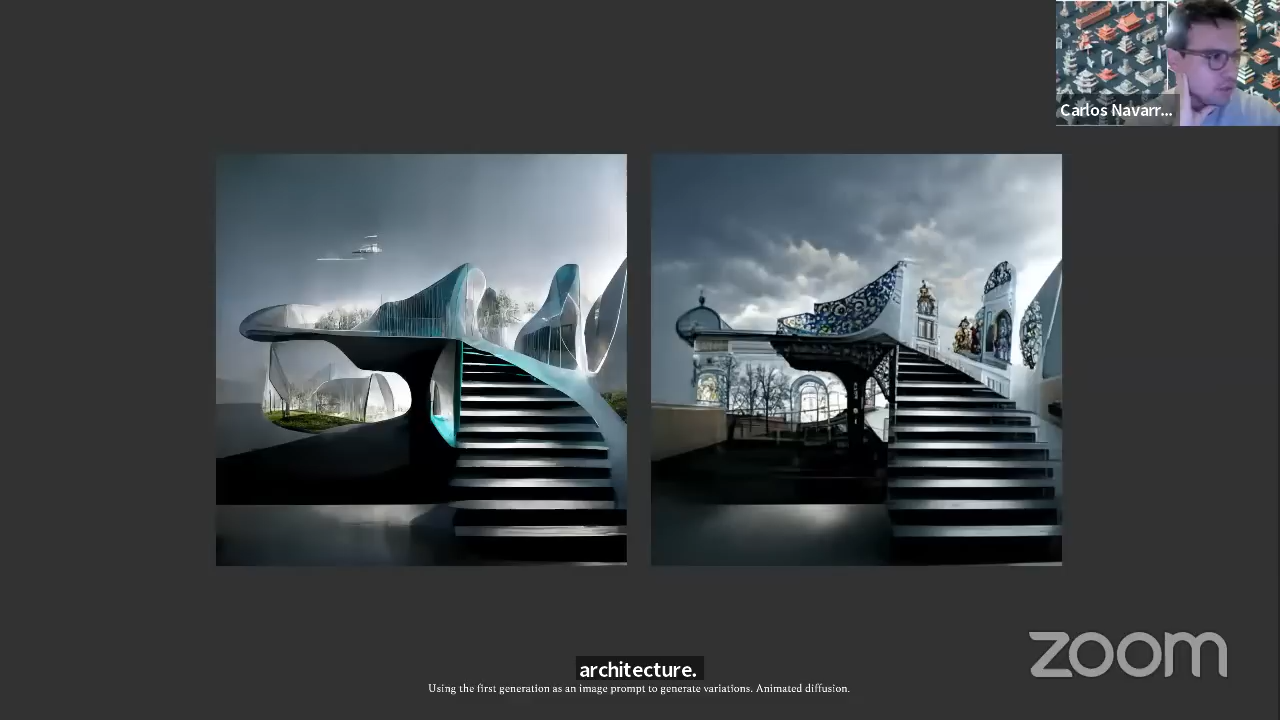 Carlos Navarr...
architecture.
Using the first generation as an image prompt to generate variations. Animated diffusion.
zoom